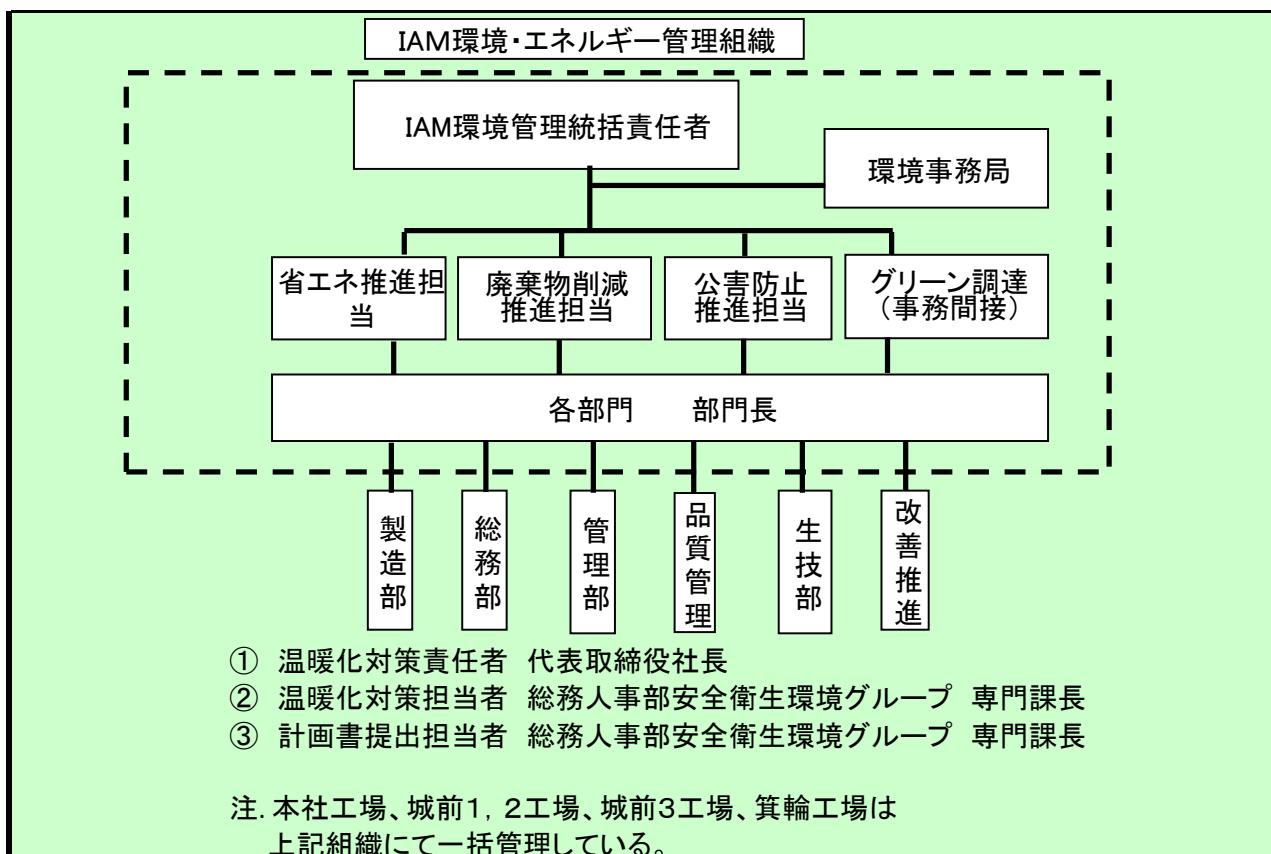 IAM環境・エネルギー管理組織
IAM環境管理統括責任者
環境事務局
省エネ推進担
当
廃棄物削減
推進担当
公害防止
推進担当
グリーン調達
（事務間接）
各部門　　部門長
製造部
総務部
管理部
品質管理
生技部
改善推進
①　温暖化対策責任者　代表取締役社長
②　温暖化対策担当者　総務人事部安全衛生環境グループ　専門課長
③　計画書提出担当者　総務人事部安全衛生環境グループ　専門課長
注．本社工場、城前１，２工場、城前３工場、箕輪工場は
上記組織にて一括管理している。